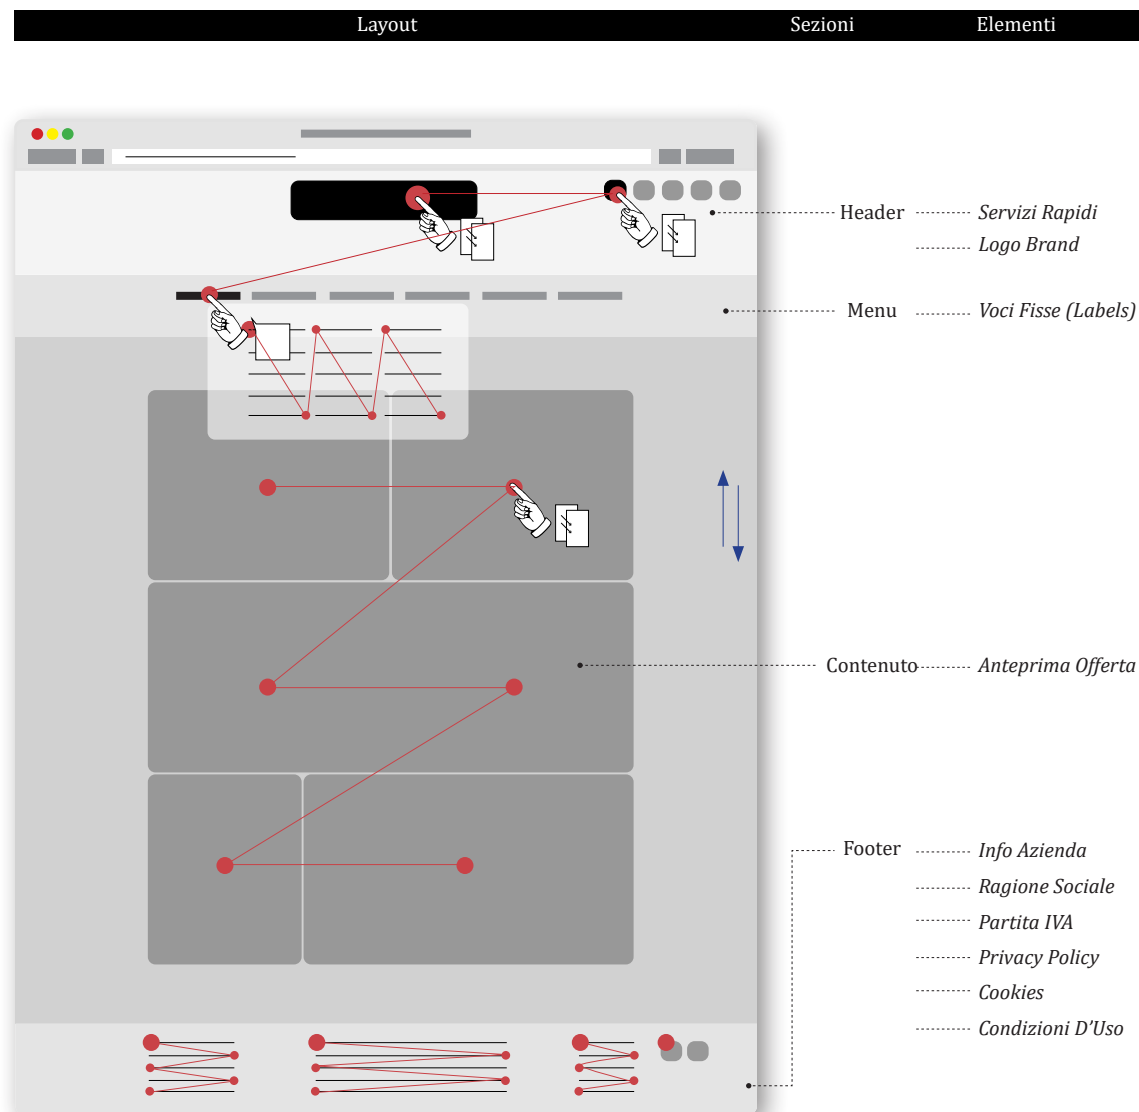 Layout Sezioni Elementi
Header Servizi Rapidi
Logo Brand
Menu Voci Fisse (Labels)
Contenuto Anteprima Offerta
Footer Info Azienda
Ragione Sociale
Partita IVA
Privacy Policy
Cookies
Condizioni D’Uso